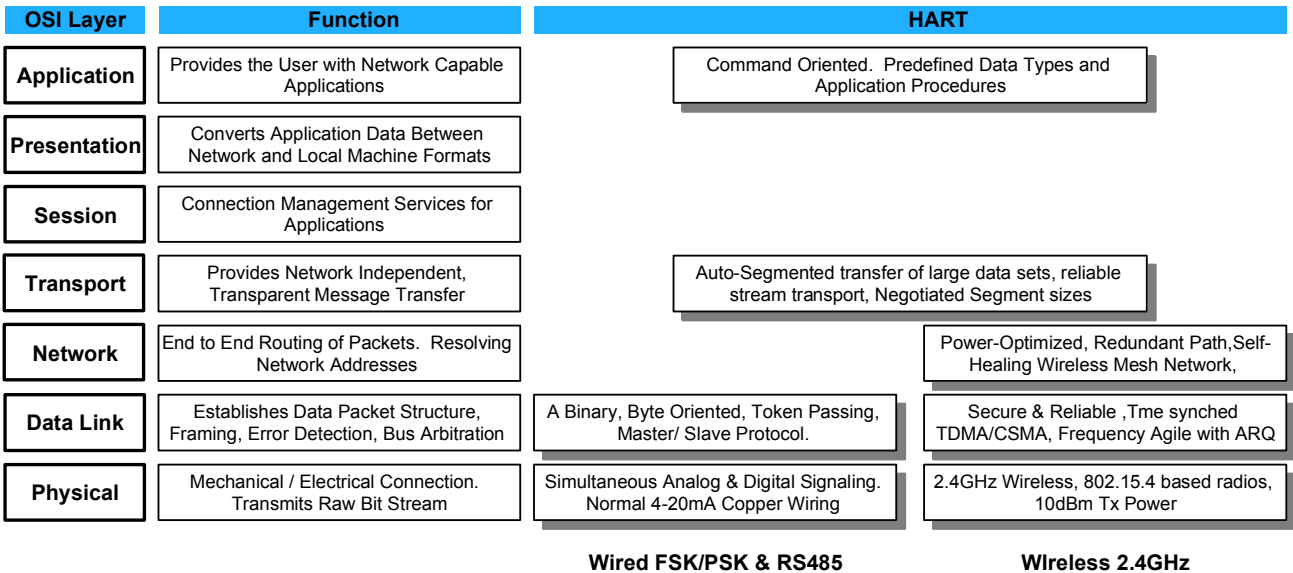 OSI Layer Function HART
Application
Provides the User with Network Capable
Applications
Command Oriented. Predefined Data Types and
Application Procedures
Presentation
Converts Application Data Between
Network and Local Machine Formats
Session
Connection Management Services for
Applications
Transport
Provides Network Independent,
Transparent Message Transfer
Auto-Segmented transfer of large data sets, reliable
stream transport, Negotiated Segment sizes
Network
End to End Routing of Packets. Resolving
Network Addresses
Power-Optimized, Redundant Path,Self-
Healing Wireless Mesh Network,
Data Link
Establishes Data Packet Structure,
Framing, Error Detection, Bus Arbitration
A Binary, Byte Oriented, Token Passing,
Master/ Slave Protocol.
Secure & Reliable ,Tme synched
TDMA/CSMA, Frequency Agile with ARQ
Physical
Mechanical / Electrical Connection.
Transmits Raw Bit Stream
Simultaneous Analog & Digital Signaling.
Normal 4-20mA Copper Wiring
2.4GHz Wireless, 802.15.4 based radios,
10dBm Tx Power
Wired FSK/PSK & RS485
WIreless 2.4GHz